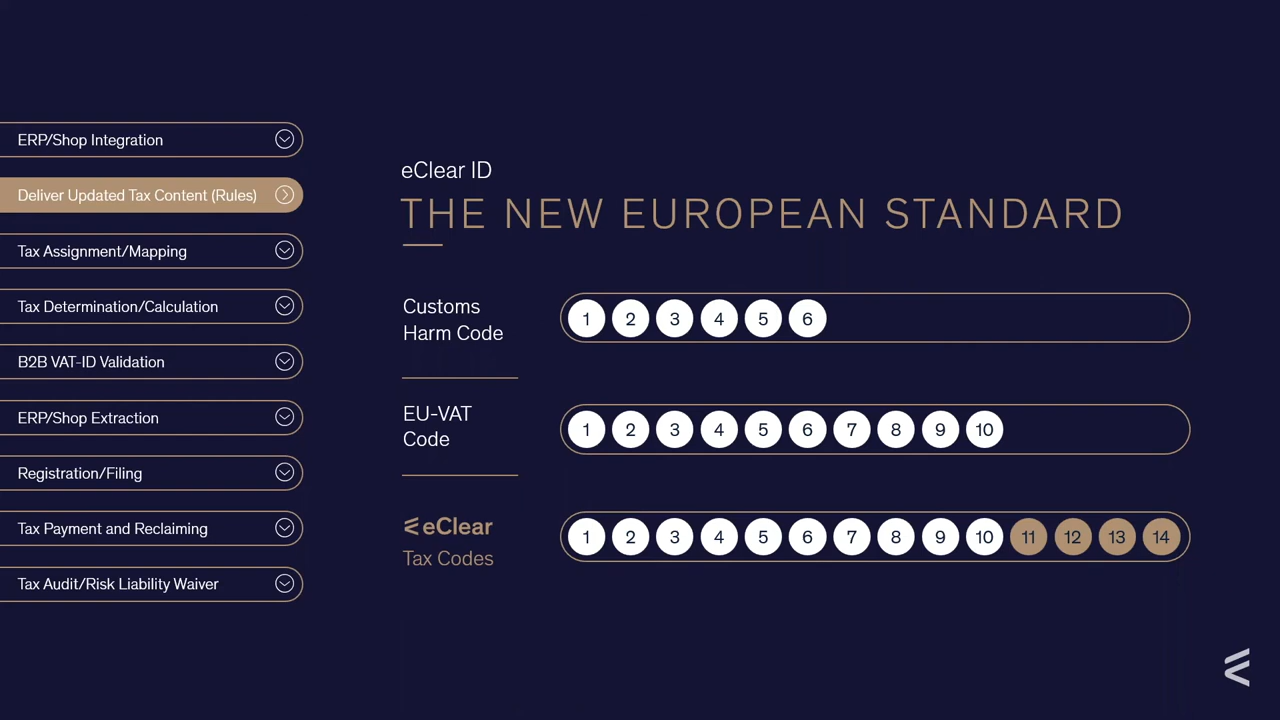 ERP/Shop Integration
Deliver Updated Tax Content (Rules)
Tax Assignment/Mapping
Tax Determination/Calculation
B2B VAT-ID Validation
ERP/Shop Extraction
Registration/Filing
Tax Payment and Reclaiming
Tax Audit/Risk Liability Waiver
eClear ID
THE NEW EUROPEAN STANDARD
Customs
Harm Code
1 2 3 4 5 6
EU-VAT
Code
1 2 3 4 5 6 7 8 9 10
eClear
Tax Codes
1 2 3 4 5 6 7 8 9 10 11 12 13 14